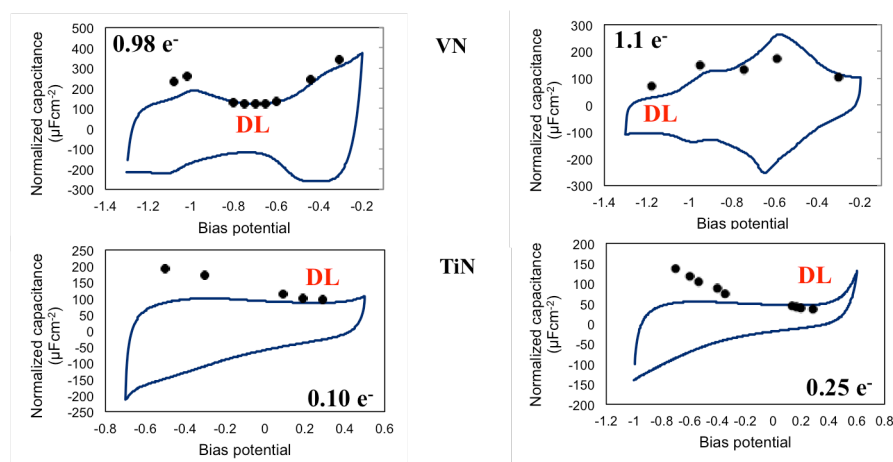 VN
0.98 e-
DL
500
400
300
200
100
0
-100
-200
-300
-1.4 -1.2 -1 -0.8 -0.6 -0.4 -0.2
Normalized capacitance
(µFcm-2)
Bias potential
1.1 e-
DL
300
200
100
0
-100
-200
-300
-1.4 -1.2 -1 -0.8 -0.6 -0.4 -0.2
Normalized capacitance
(µFcm-2)
Bias potential
TiN
DL
0.10 e-
250
200
150
100
50
0
-50
-100
-150
-200
-250
-0.8 -0.6 -0.4 -0.2 0 0.2 0.4 0.6
Normalized capacitance
(µFcm-2)
Bias potential
DL
0.25 e-
200
150
100
50
0
-50
-100
-150
-200
-1.2 -1 -0.8 -0.6 -0.4 -0.2 0 0.2 0.4 0.6 0.8
Normalized capacitance
(µFcm-2)
Bias potential